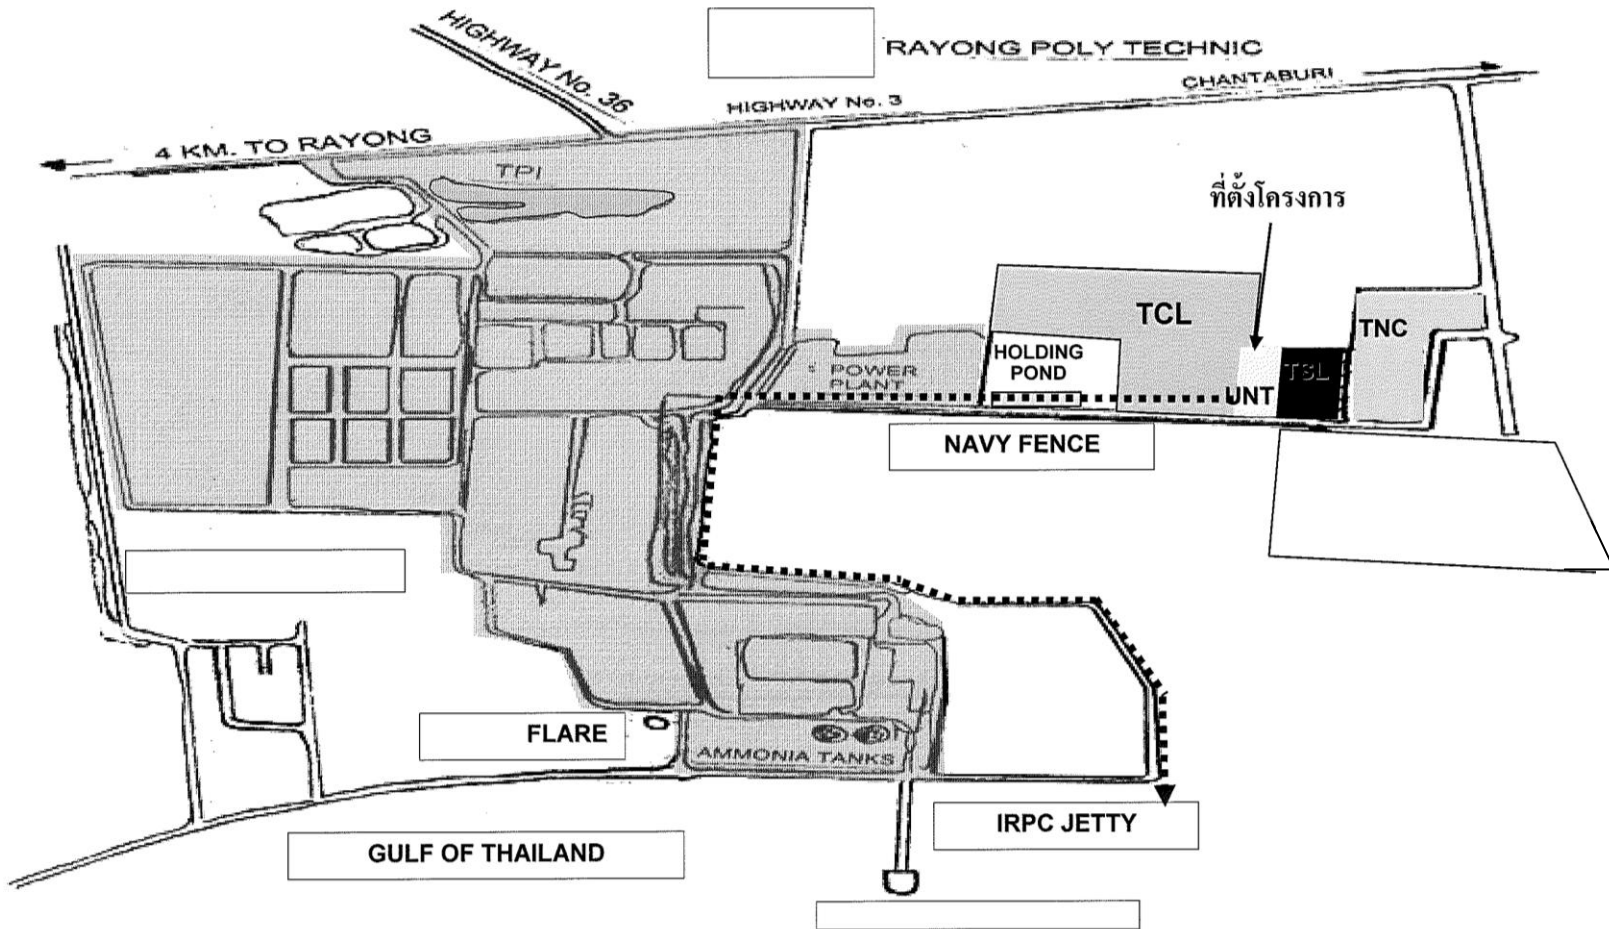 HIGHWAY No. 36
RAYONG POLY TECHNIC
CHANTABURI
HIGHWAY No. 3
4 KM. TO RAYONG
TPI
ที่ตั้งโครงการ
TCL
TNC
HOLDING
POND
POWER
PLANT
UNT
TSL
NAVY FENCE
FLARE
AMMONIA TANKS
IRPC JETTY
GULF OF THAILAND